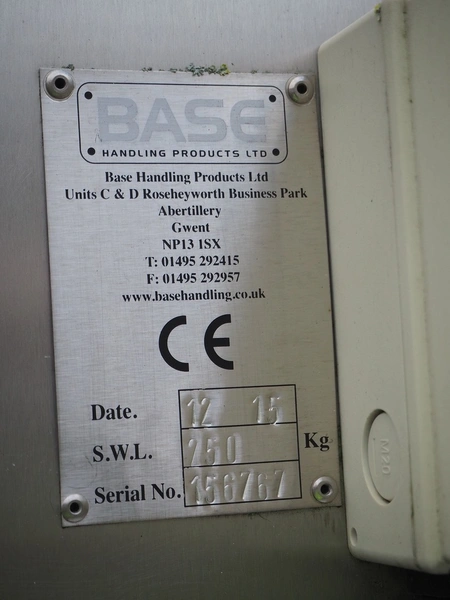 BASE
HANDLING PRODUCTS LTD
Base Handling Products Ltd
Units C & D Roseheyworth Business Park
Abertillery
Gwent
NP13 1SX
T: 01495 292415
F: 01495 292957
www.basehandling.co.uk
CE
Date. 12 15
S.W.L. 250 Kg
Serial No. 156767
M20